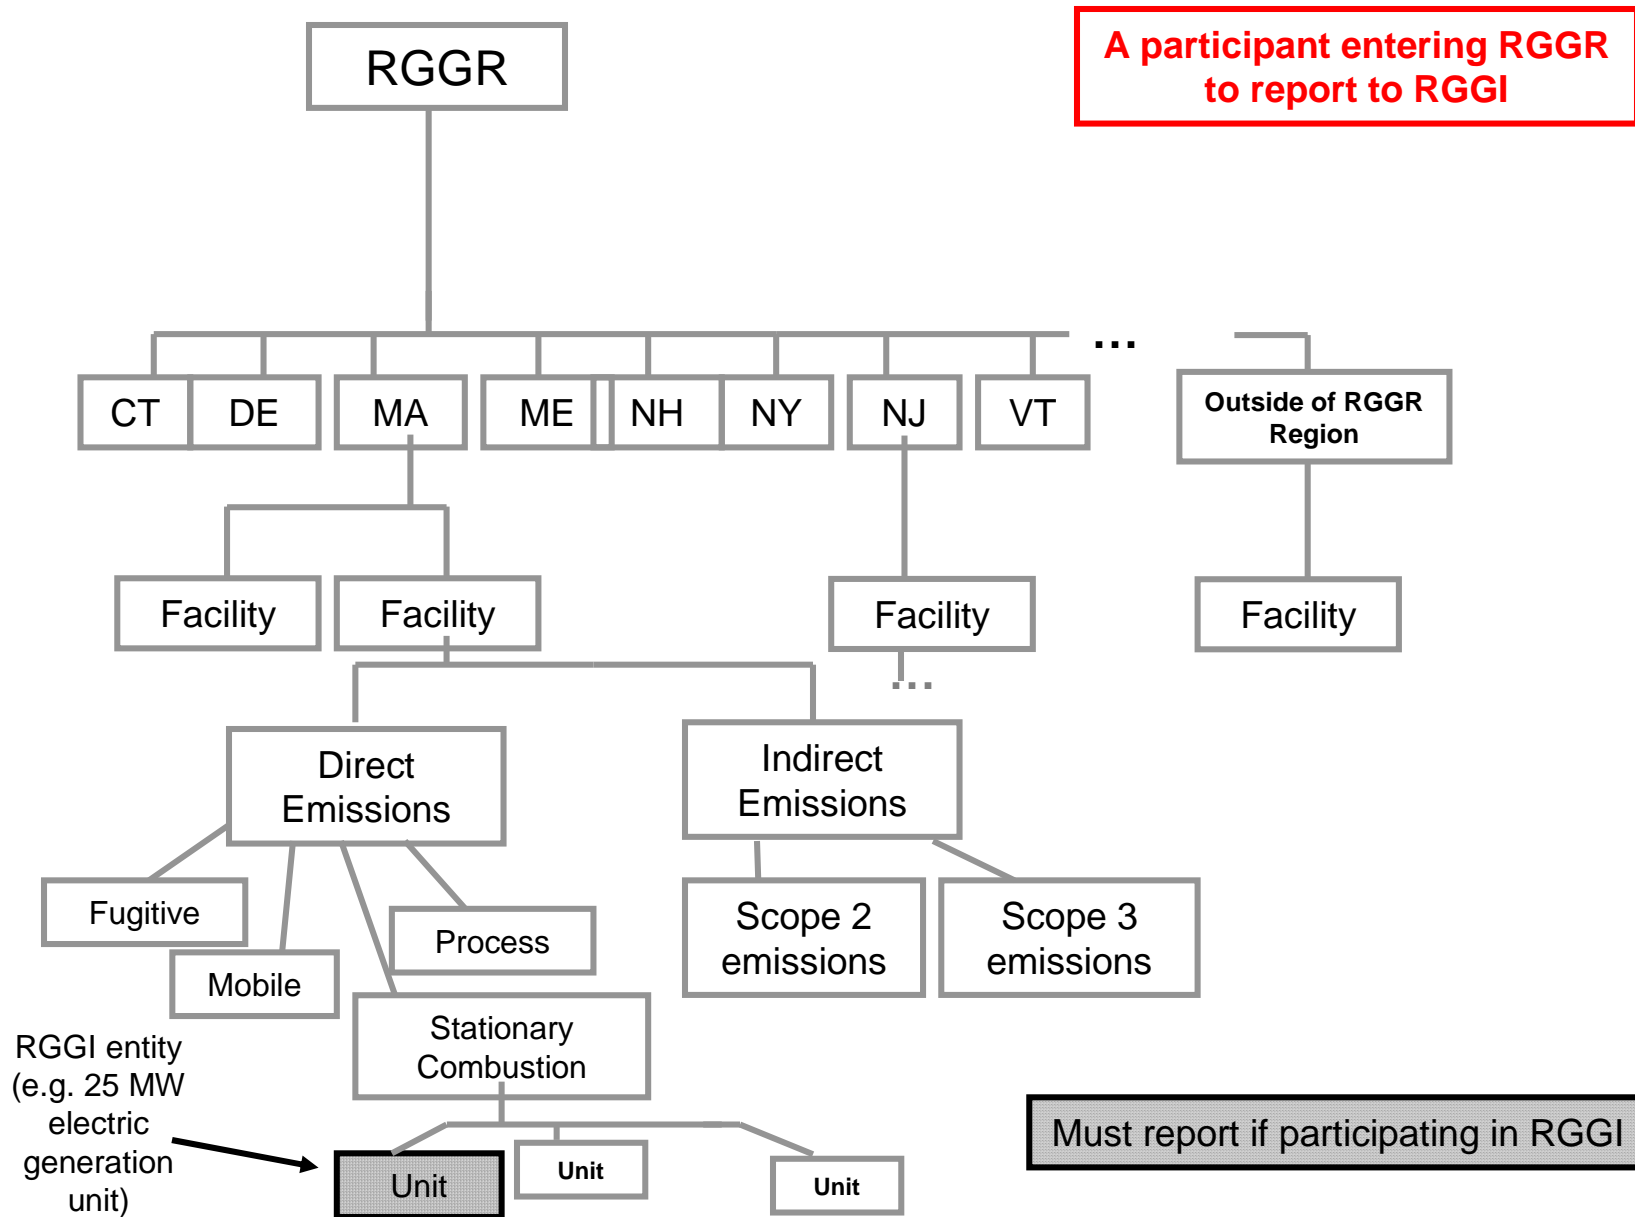 RGGR
A participant entering RGGR
to report to RGGI
...
CT
DE
MA
ME
NH
NY
NJ
VT
Outside of RGGR
Region
Facility
Facility
Facility
Facility
...
Direct
Emissions
Indirect
Emissions
Fugitive
Mobile
Process
Stationary
Combustion
Scope 2
emissions
Scope 3
emissions
RGGI entity
(e.g. 25 MW
electric
generation
unit)
Unit
Unit
Unit
Must report if participating in RGGI